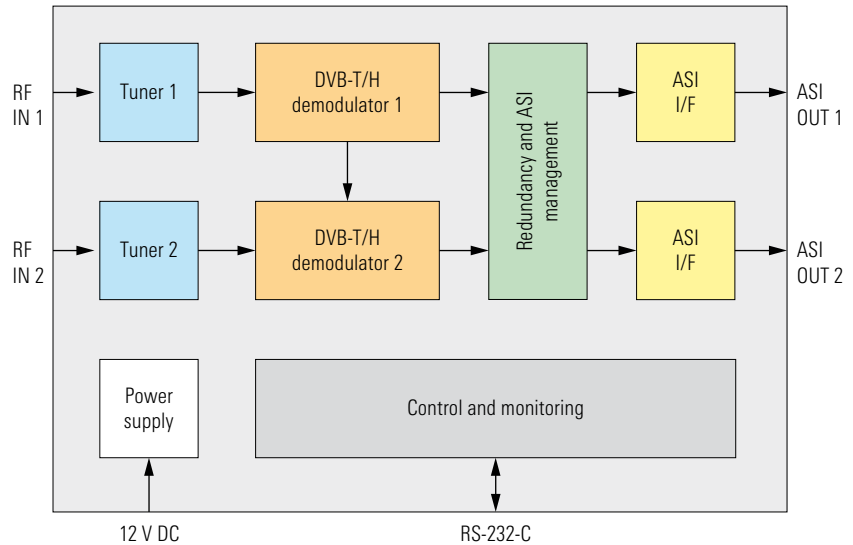 RF
IN 1
Tuner 1
DVB-T/H
demodulator 1
Redundancy and ASI
management
ASI
I/F
ASI
OUT 1
RF
IN 2
Tuner 2
DVB-T/H
demodulator 2
ASI
I/F
ASI
OUT 2
Power
supply
Control and monitoring
12 V DC
RS-232-C